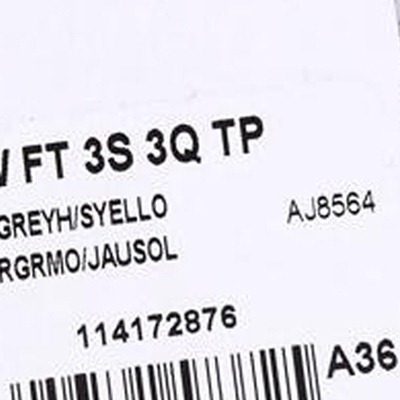 FT 3S 3Q TP
GREYH/SYELLO AJ8564
RGRMO/JAUSOL
114172876
A36